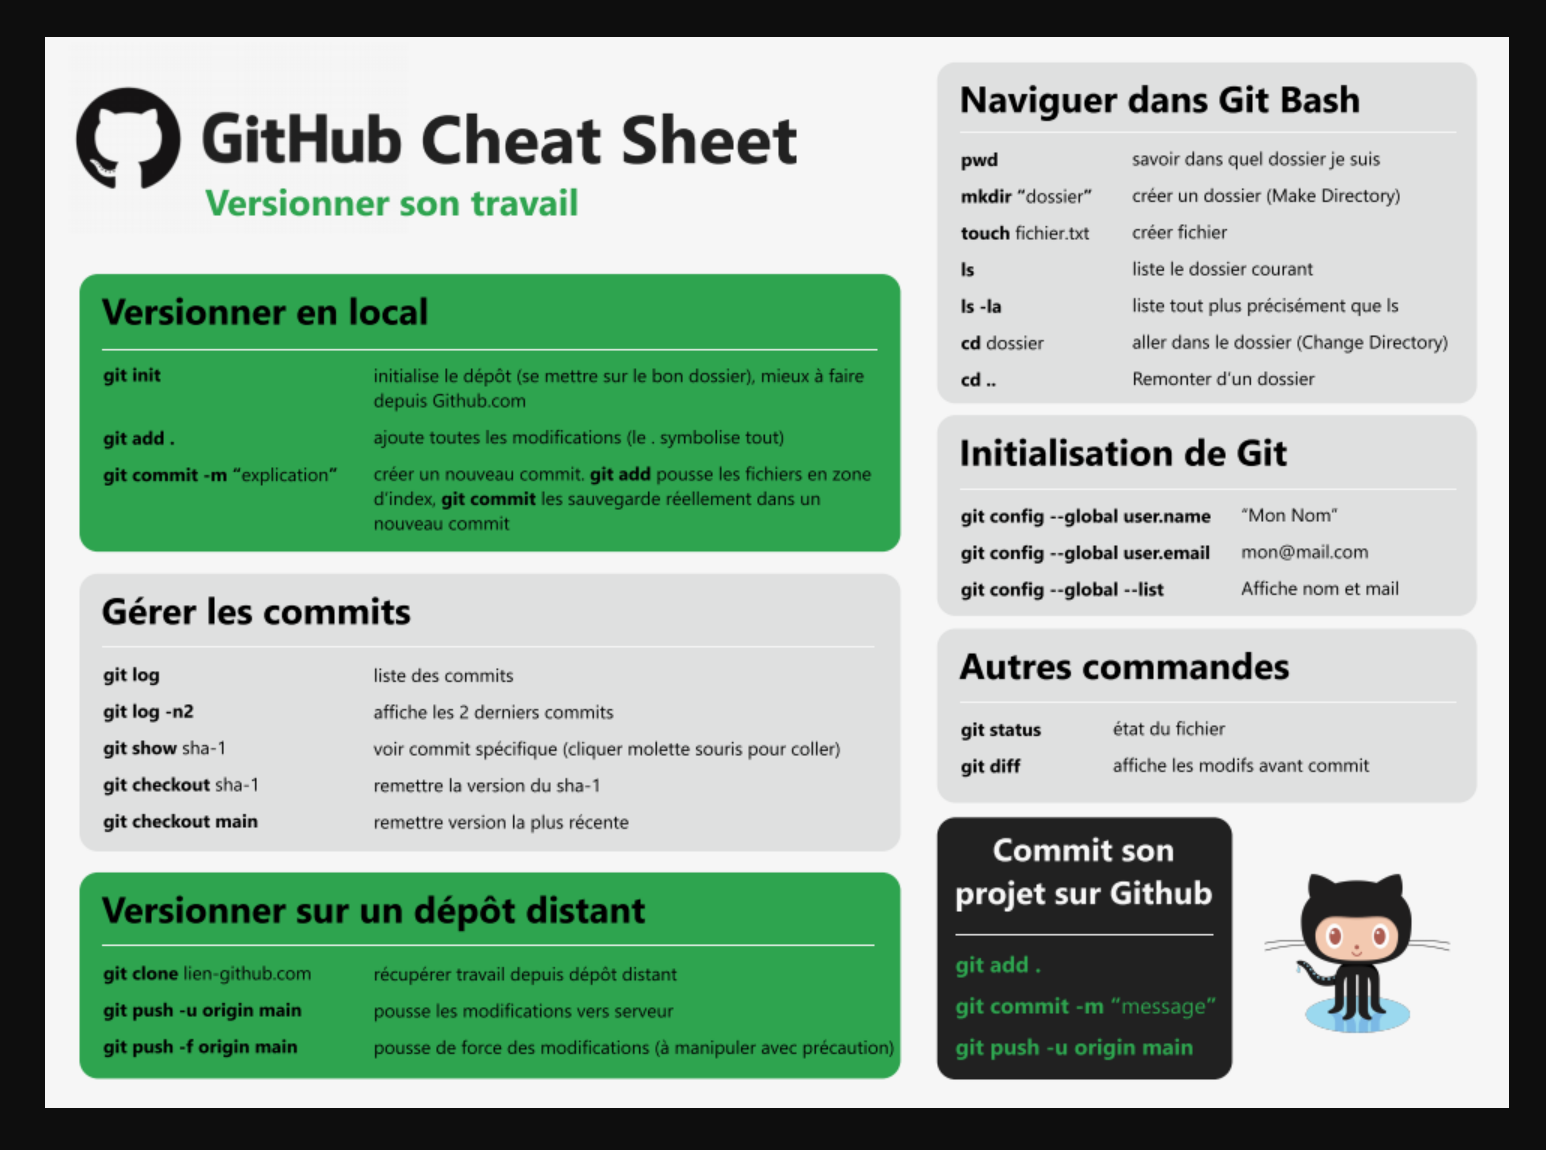 GitHub Cheat Sheet
Versionner son travail
Versionner en local
git init initialise le dépôt (se mettre sur le bon dossier), mieux à faire
depuis Github.com
git add . ajoute toutes les modifications (le . symbolise tout)
git commit -m “explication” créer un nouveau commit. git add pousse les fichiers en zone
d’index, git commit les sauvegarde réellement dans un
nouveau commit
Gérer les commits
git log liste des commits
git log -n2 affiche les 2 derniers commits
git show sha-1 voir commit spécifique (cliquer molette souris pour coller)
git checkout sha-1 remettre la version du sha-1
git checkout main remettre version la plus récente
Versionner sur un dépôt distant
git clone lien-github.com récupérer travail depuis dépôt distant
git push -u origin main pousse les modifications vers serveur
git push -f origin main pousse de force des modifications (à manipuler avec précaution)
Naviguer dans Git Bash
pwd savoir dans quel dossier je suis
mkdir “dossier” créer un dossier (Make Directory)
touch fichier.txt créer fichier
ls liste le dossier courant
ls -la liste tout plus précisément que ls
cd dossier aller dans le dossier (Change Directory)
cd .. Remonter d’un dossier
Initialisation de Git
git config --global user.name “Mon Nom”
git config --global user.email mon@mail.com
git config --global --list Affiche nom et mail
Autres commandes
git status état du fichier
git diff affiche les modifs avant commit
Commit son
projet sur Github
git add .
git commit -m “message”
git push -u origin main